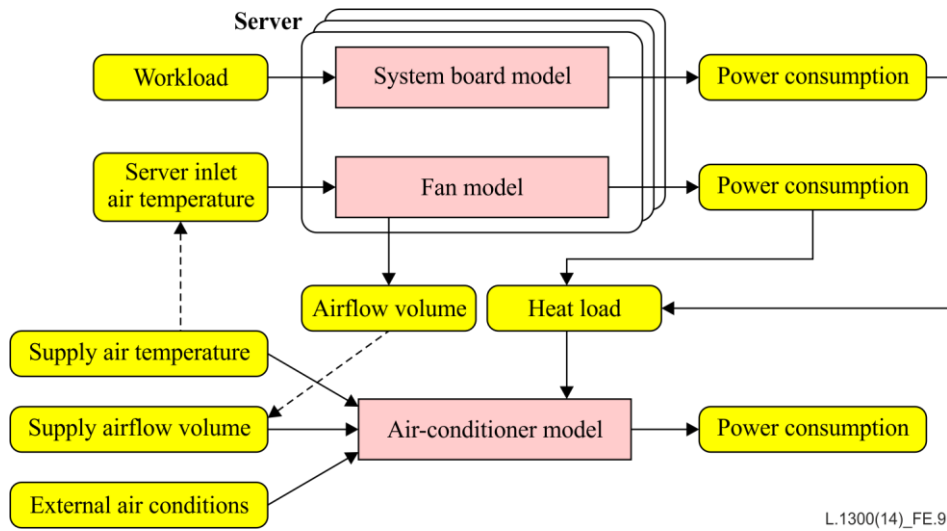 Server
Workload
System board model
Power consumption
Server inlet
air temperature
Fan model
Power consumption
Airflow volume
Heat load
Supply air temperature
Supply airflow volume
Air-conditioner model
Power consumption
External air conditions
L.1300(14)_FE.9